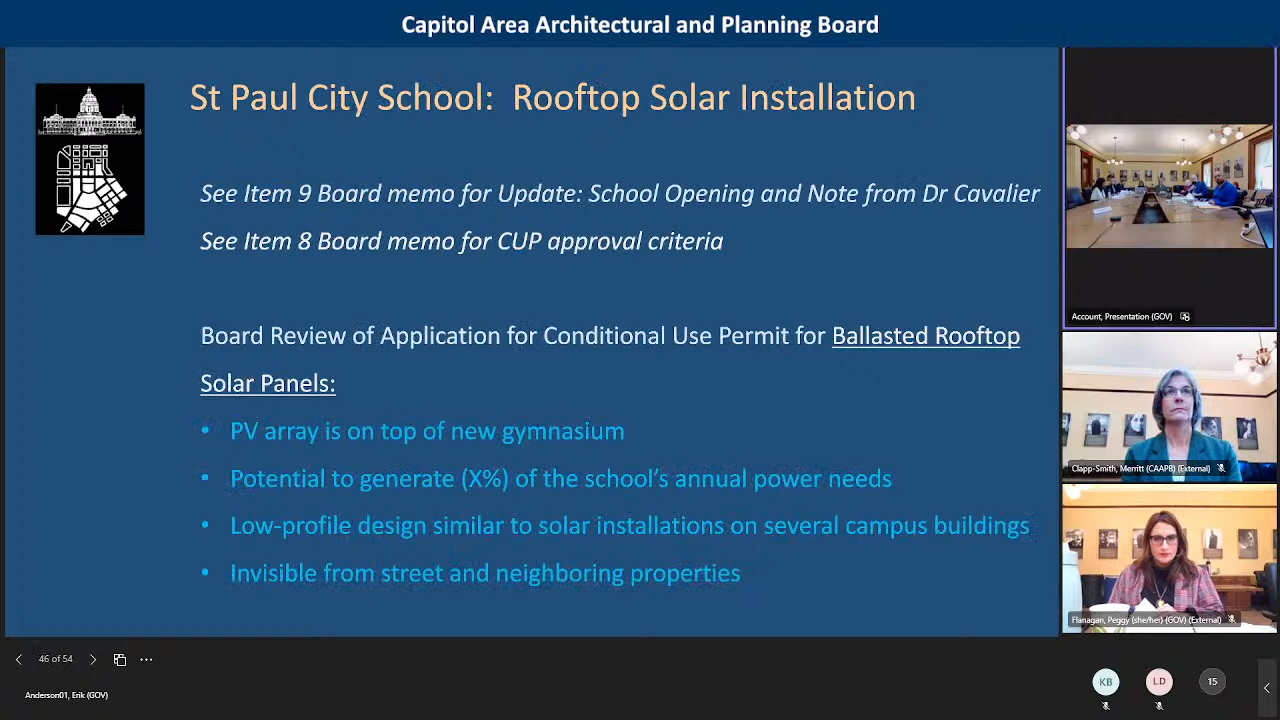 Capitol Area Architectural and Planning Board
St Paul City School: Rooftop Solar Installation
See Item 9 Board memo for Update: School Opening and Note from Dr Cavalier
See Item 8 Board memo for CUP approval criteria
Board Review of Application for Conditional Use Permit for Ballasted Rooftop
Solar Panels:
• PV array is on top of new gymnasium
• Potential to generate (X%) of the school's annual power needs
• Low-profile design similar to solar installations on several campus buildings
• Invisible from street and neighboring properties
Account, Presentation (GOV)
Clapp-Smith, Merritt (CAAPB) (External)
Flanagan, Peggy (she/her) (GOV) (External)
46 of 54
Anderson01, Erik (GOV)
KB
LD
15